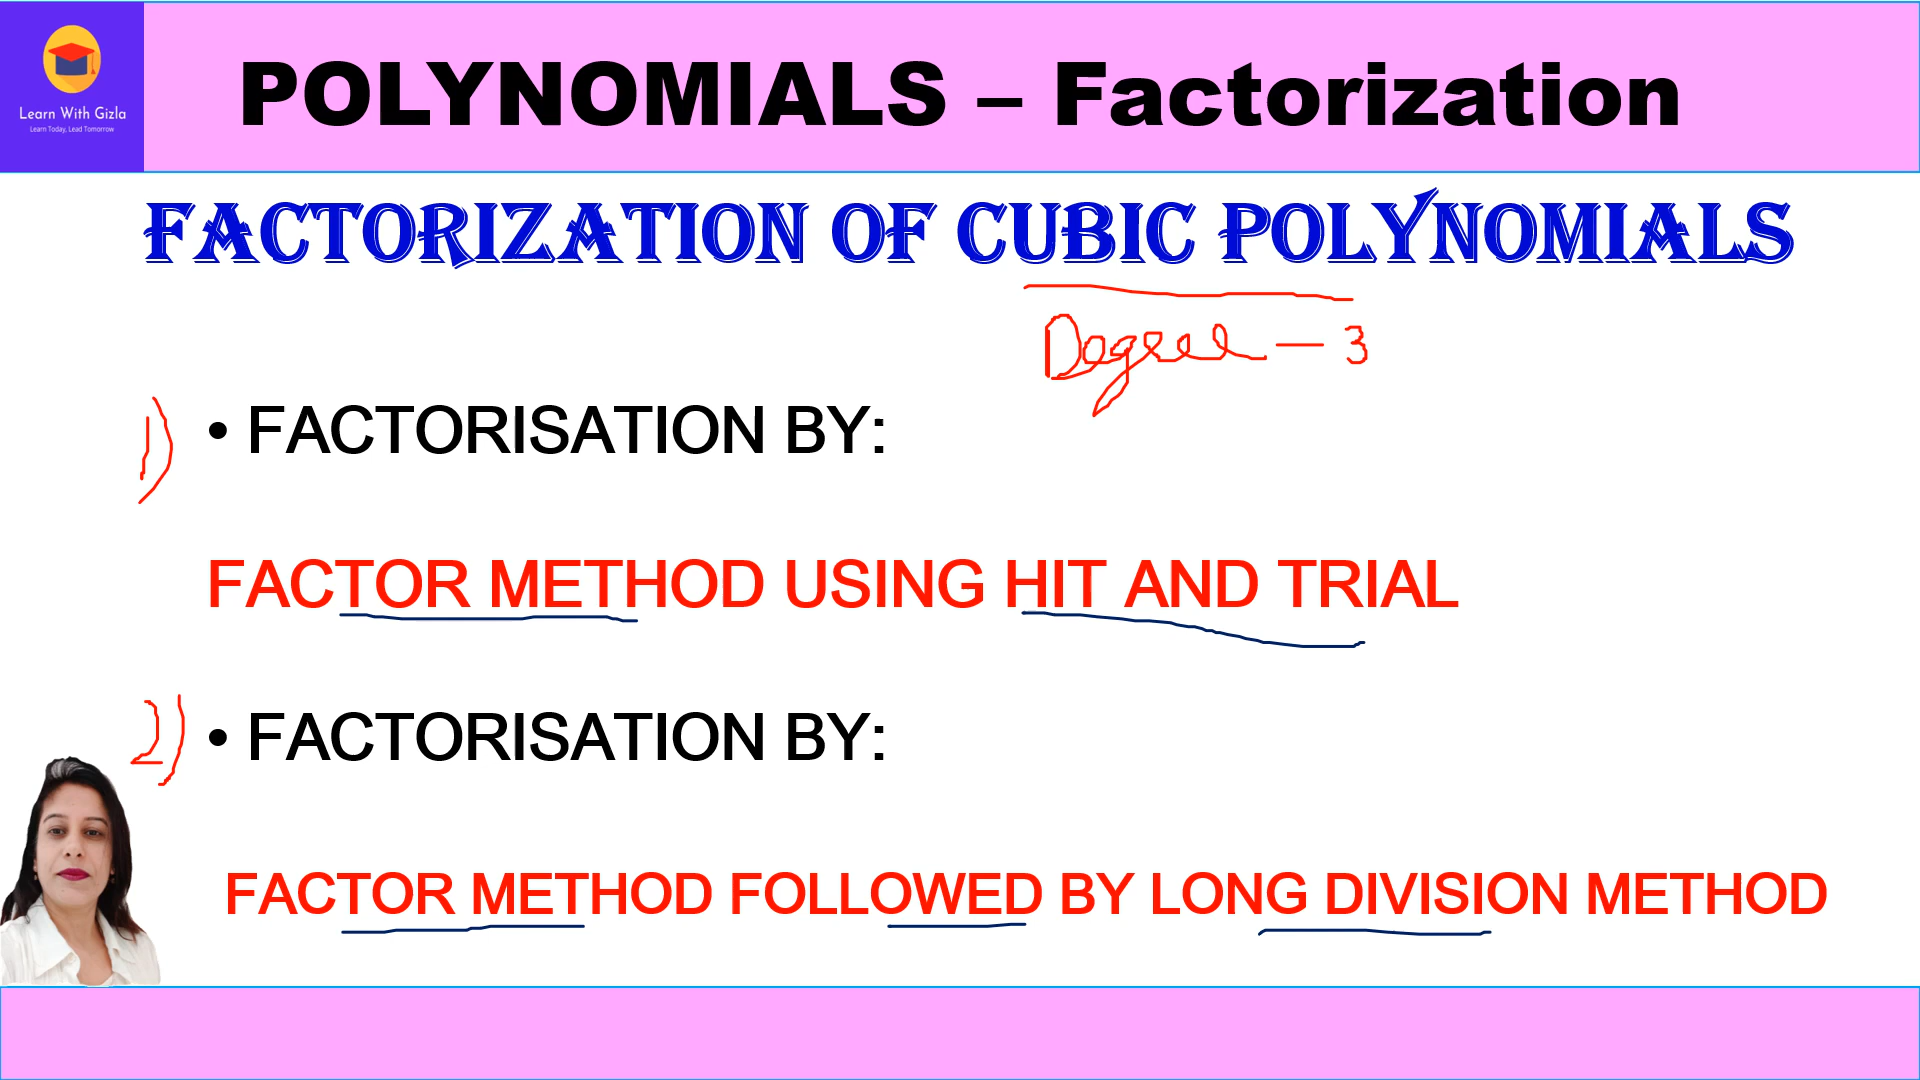 Learn With Gizla
Learn Today, Lead Tomorrow
POLYNOMIALS – Factorization
FACTORIZATION OF CUBIC POLYNOMIALS
Degree – 3
1) • FACTORISATION BY:
FACTOR METHOD USING HIT AND TRIAL
2) • FACTORISATION BY:
FACTOR METHOD FOLLOWED BY LONG DIVISION METHOD